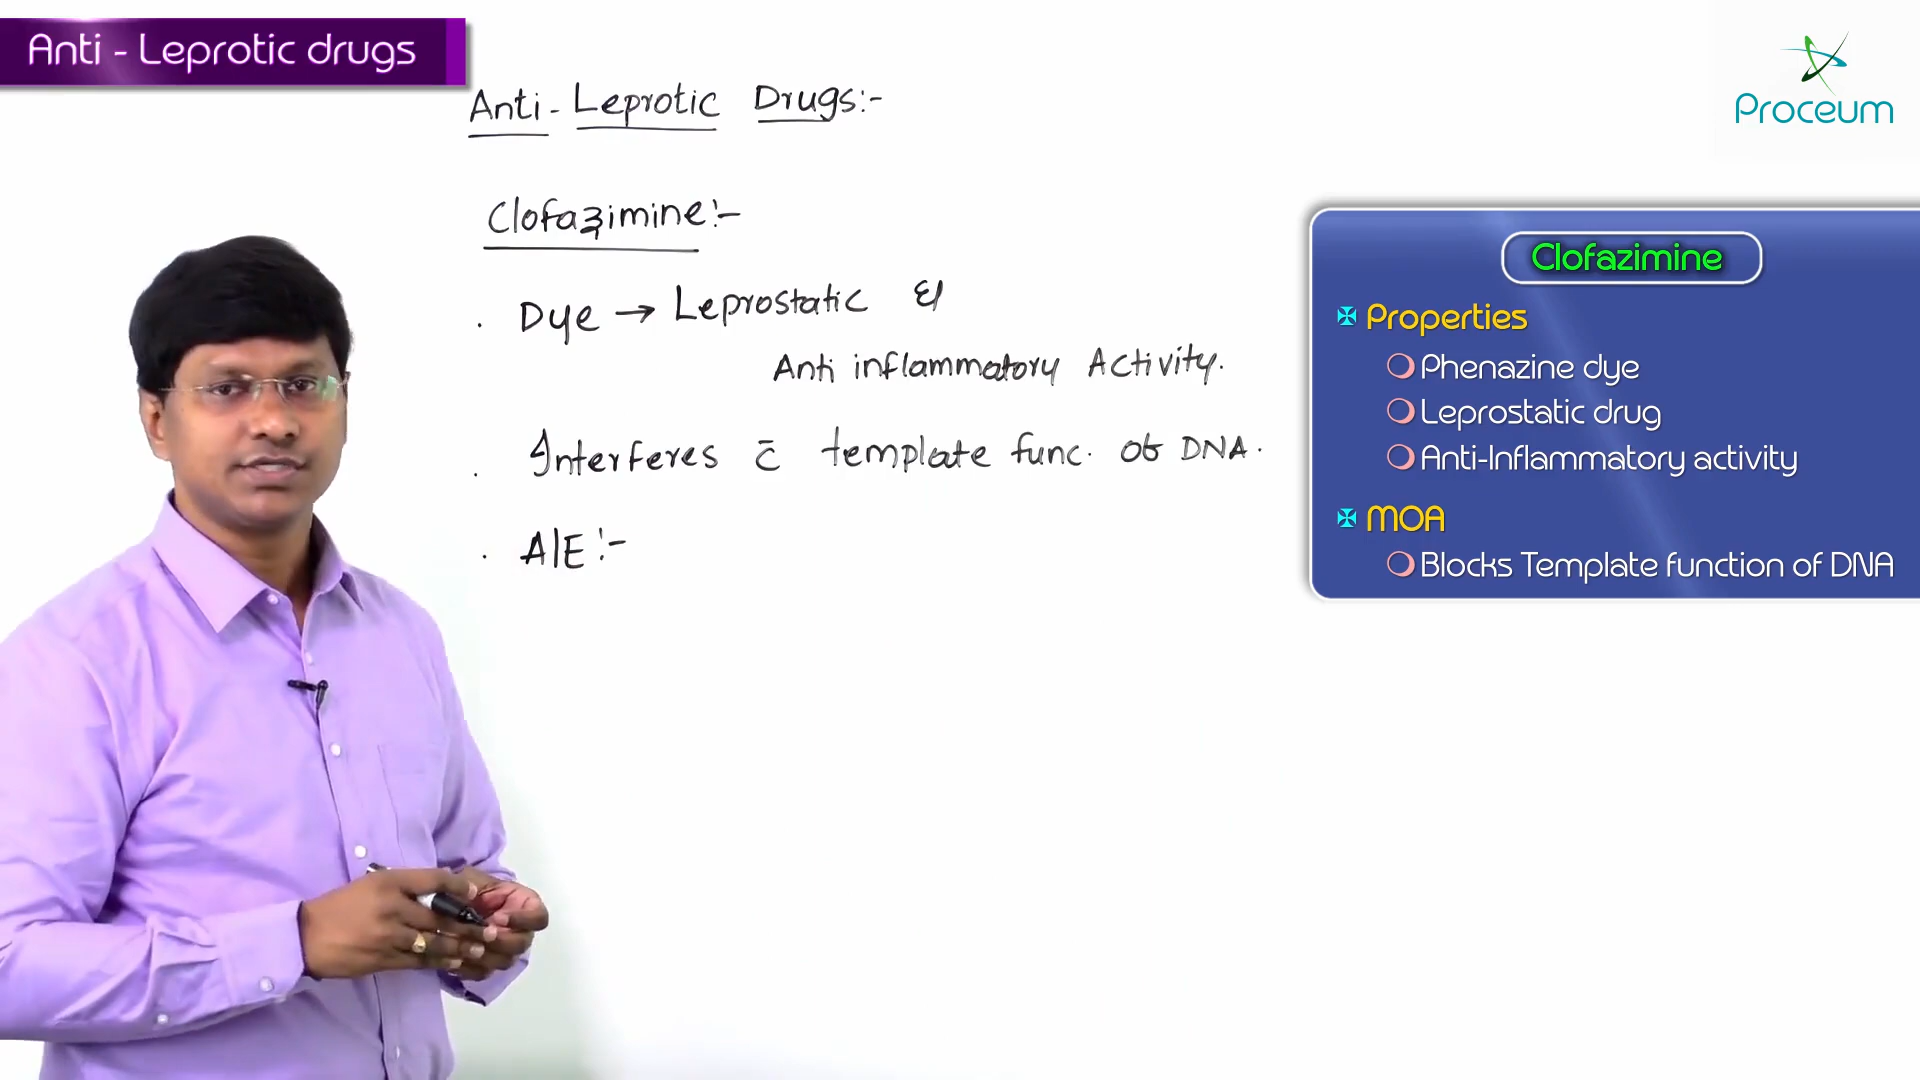 Anti - Leprotic drugs
Proceum
Anti - Leprotic Drugs:-
Clofazimine:-
. Dye → Leprostatic &
Anti inflammatory Activity.
. Interferes c̄ template func. of DNA.
. A/E:-
Clofazimine
Properties
Phenazine dye
Leprostatic drug
Anti-Inflammatory activity
MOA
Blocks Template function of DNA